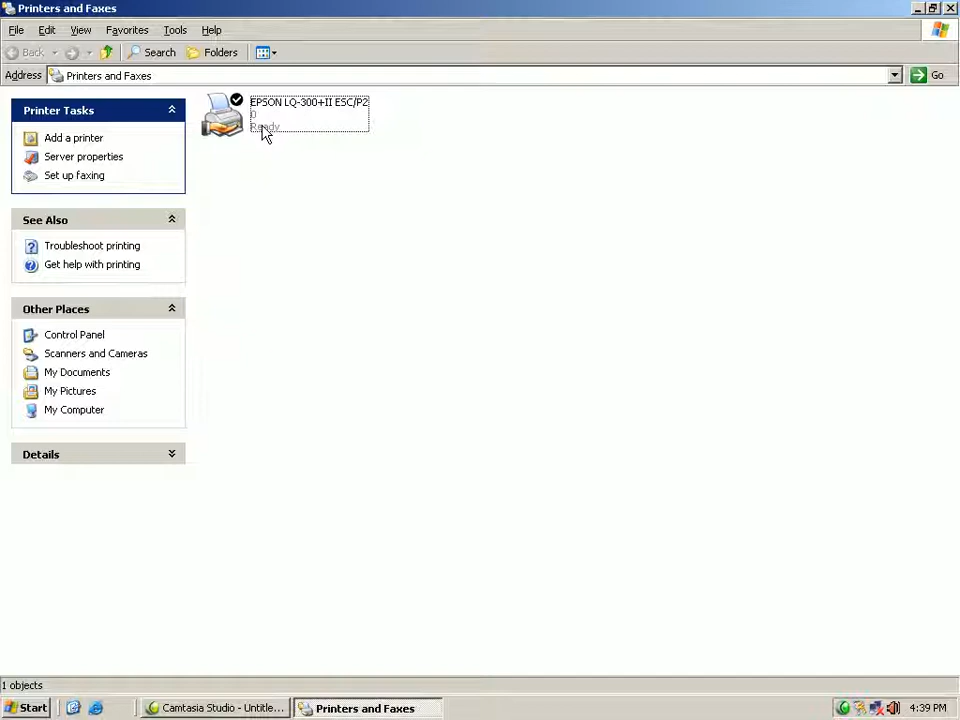 Printers and Faxes
File Edit View Favorites Tools Help
Back Search Folders
Address Printers and Faxes Go
Printer Tasks
Add a printer
Server properties
Set up faxing
See Also
Troubleshoot printing
Get help with printing
Other Places
Control Panel
Scanners and Cameras
My Documents
My Pictures
My Computer
Details
EPSON LQ-300+II ESC/P2
0
Ready
1 objects
Start Camtasia Studio - Untitle... Printers and Faxes 4:39 PM